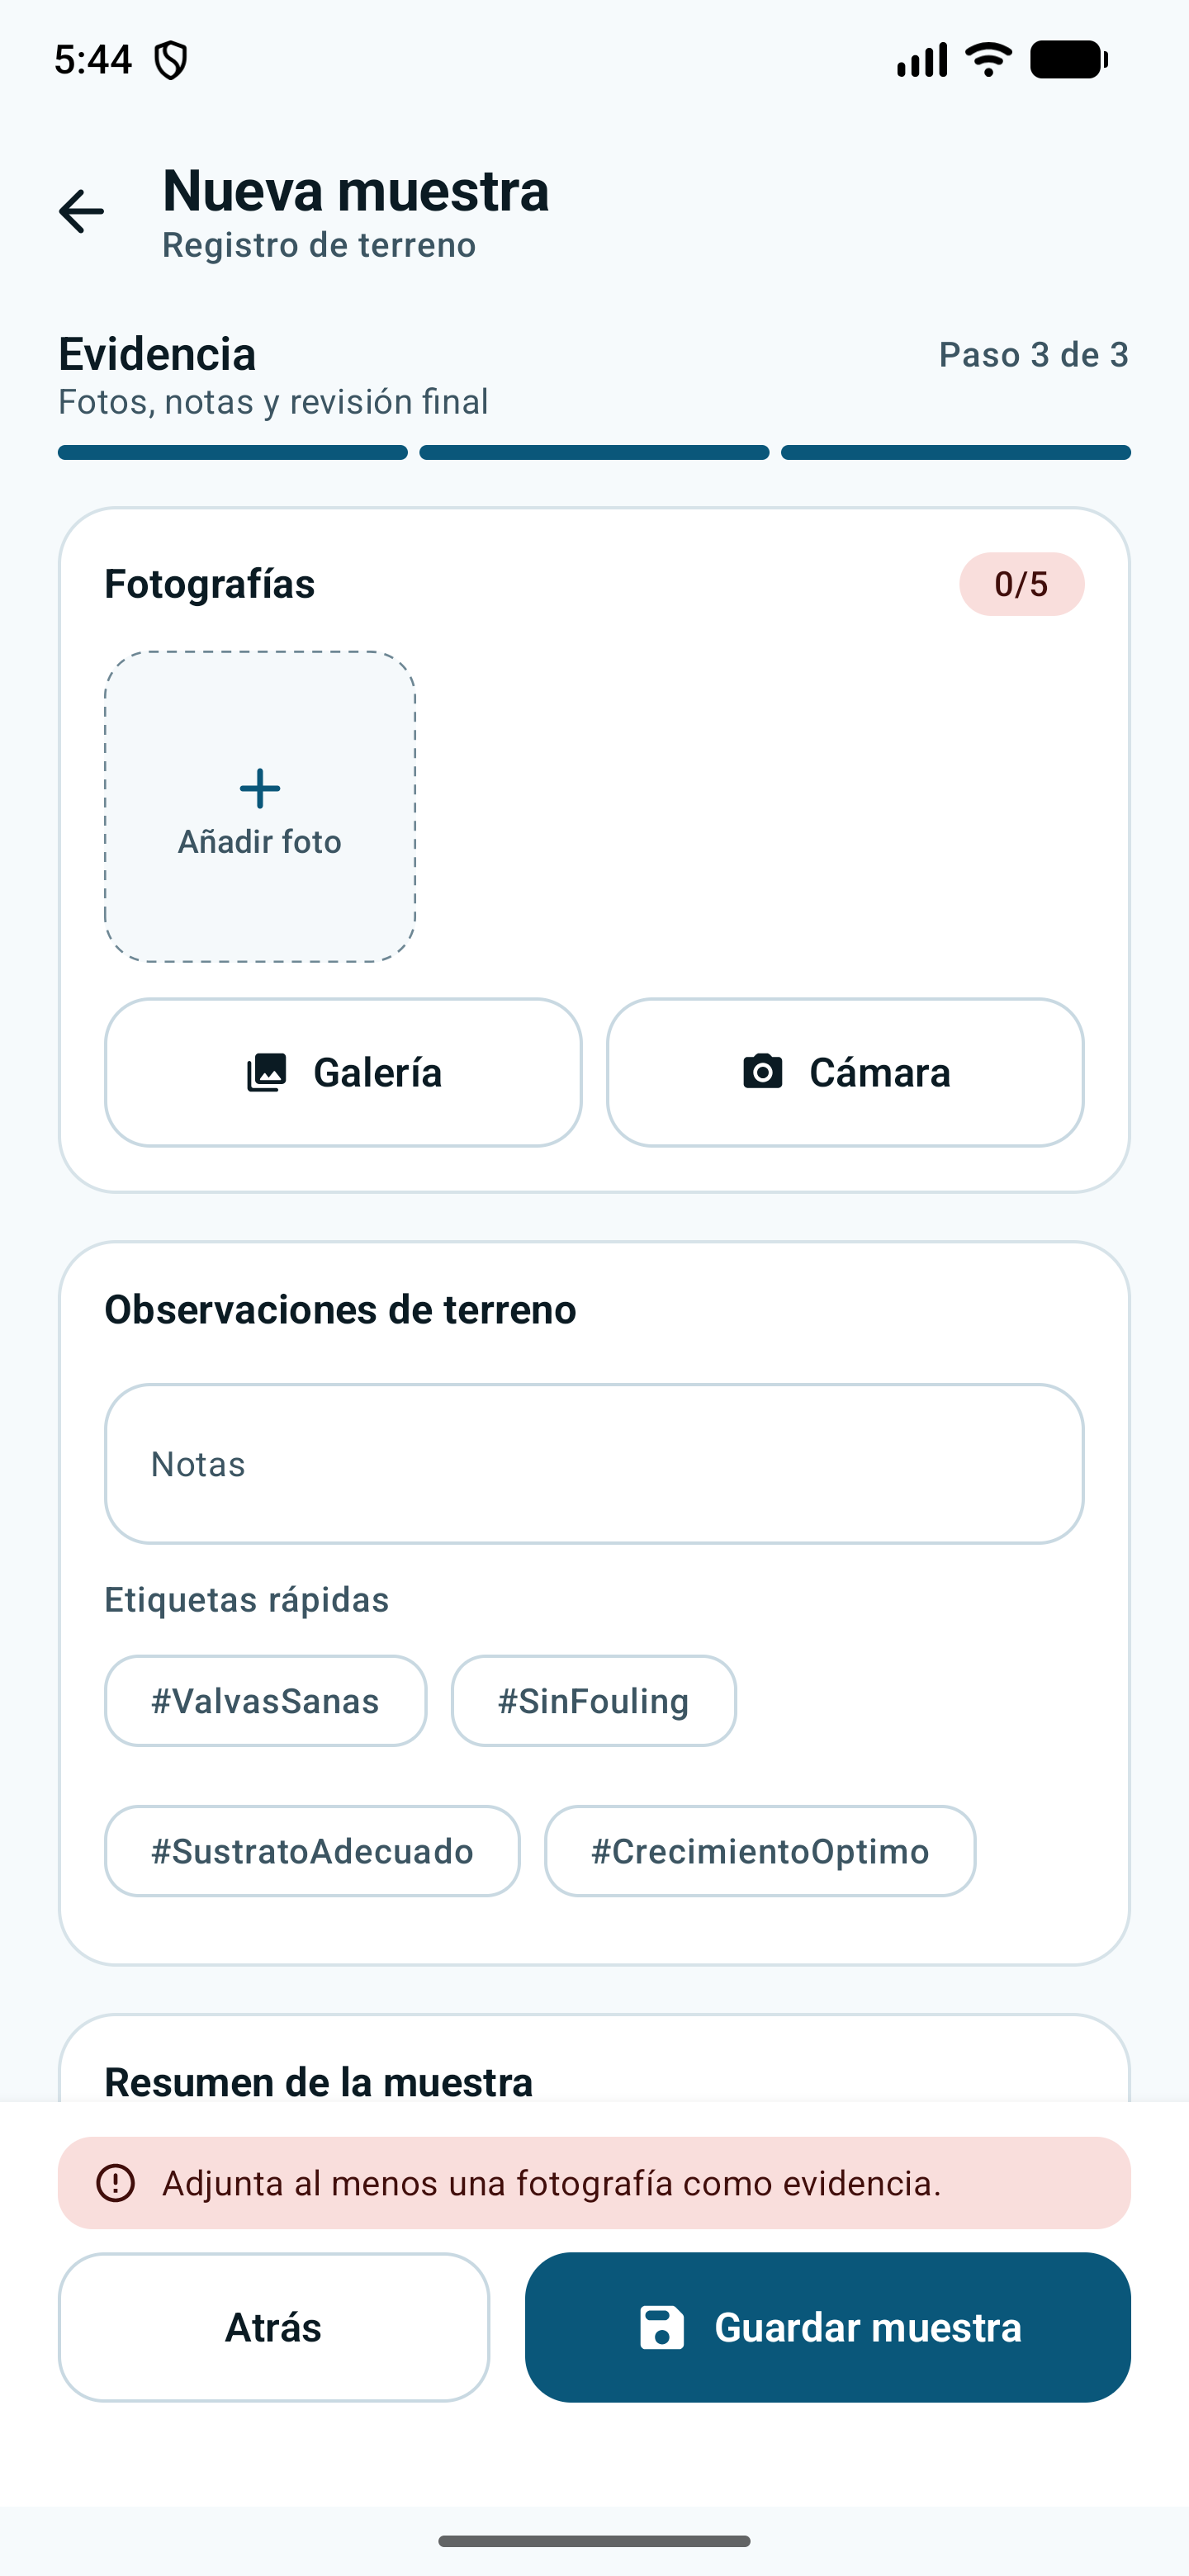 5:44
Nueva muestra
Registro de terreno
Evidencia
Paso 3 de 3
Fotos, notas y revisión final
Fotografías
0/5
Añadir foto
Galería
Cámara
Observaciones de terreno
Notas
Etiquetas rápidas
#ValvasSanas
#SinFouling
#SustratoAdecuado
#CrecimientoOptimo
Resumen de la muestra
Adjunta al menos una fotografía como evidencia.
Atrás
Guardar muestra